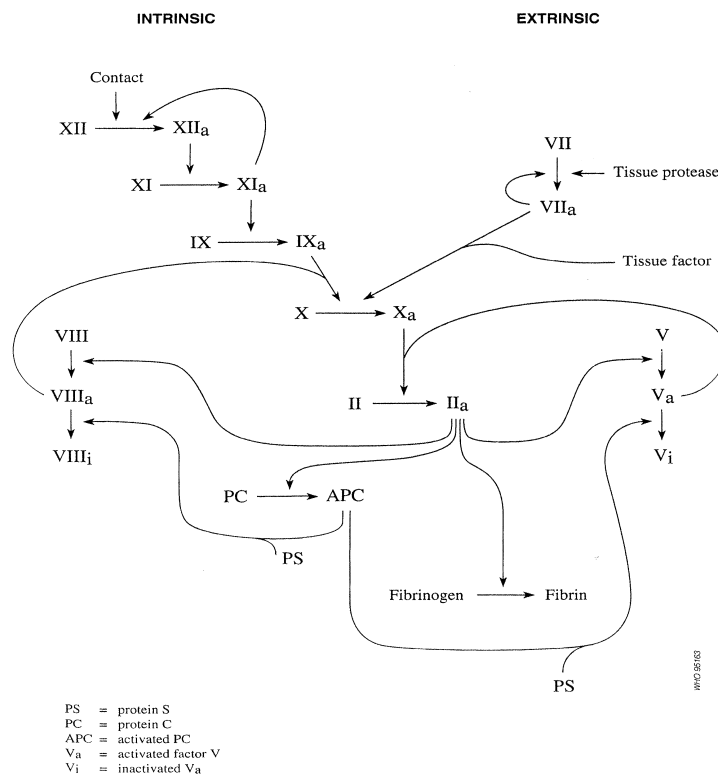 INTRINSIC EXTRINSIC
Contact
XII XIIa
VII
Tissue protease
XI XIa
VIIa
IX IXa
Tissue factor
X Xa
VIII V
VIIIa II IIa Va
VIIIi Vi
PC APC
PS
Fibrinogen Fibrin
PS
WHO 95163
PS = protein S
PC = protein C
APC = activated PC
Va = activated factor V
Vi = inactivated Va